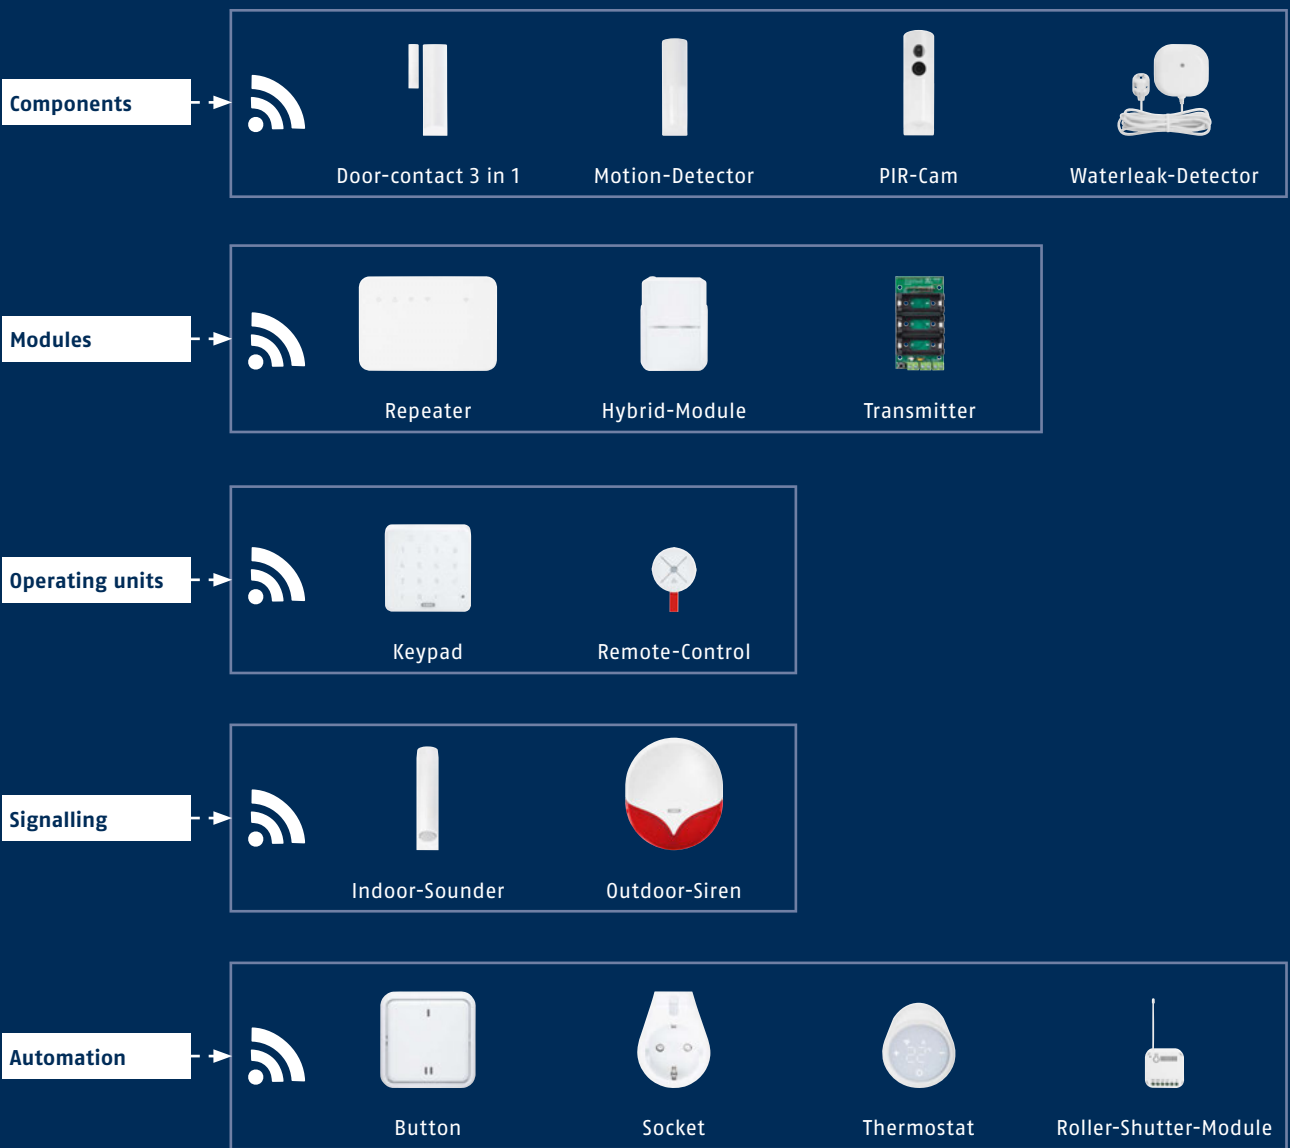 Components
Door-contact 3 in 1
Motion-Detector
PIR-Cam
Waterleak-Detector
Modules
Repeater
Hybrid-Module
Transmitter
Operating units
Keypad
Remote-Control
Signalling
Indoor-Sounder
Outdoor-Siren
Automation
Button
Socket
Thermostat
Roller-Shutter-Module